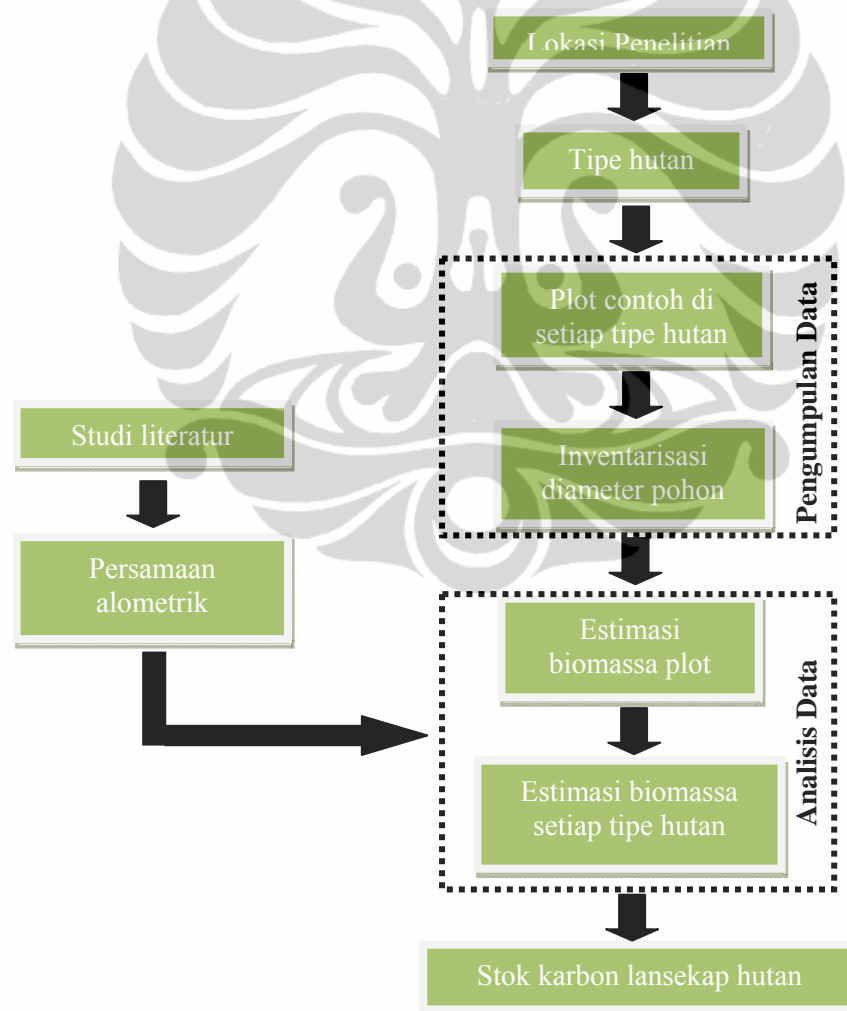 Lokasi Penelitian
Tipe hutan
Plot contoh di
setiap tipe hutan
Inventarisasi
diameter pohon
Pengumpulan Data
Studi literatur
Persamaan
alometrik
Estimasi
biomassa plot
Estimasi biomassa
setiap tipe hutan
Analisis Data
Stok karbon lansekap hutan